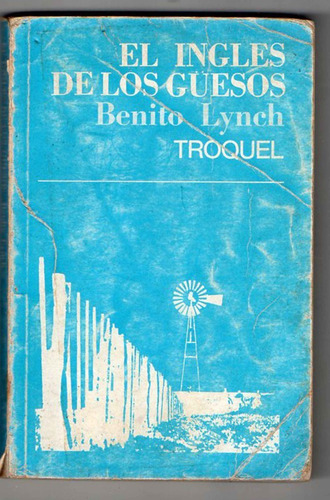 EL INGLES
DE LOS GUESOS
Benito Lynch
TROQUEL